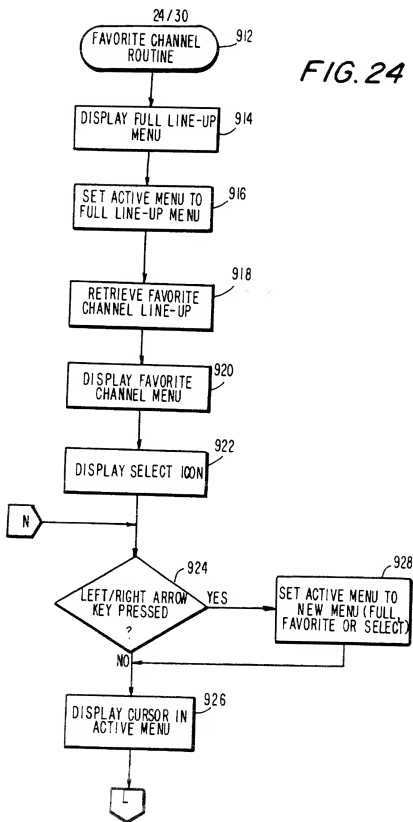 24/30
FAVORITE CHANNEL
ROUTINE
912
FIG. 24
DISPLAY FULL LINE-UP
MENU
914
SET ACTIVE MENU TO
FULL LINE-UP MENU
916
RETRIEVE FAVORITE
CHANNEL LINE-UP
918
DISPLAY FAVORITE
CHANNEL MENU
920
DISPLAY SELECT ICON
922
N
LEFT/RIGHT ARROW
KEY PRESSED
?
924
YES
SET ACTIVE MENU TO
NEW MENU (FULL,
FAVORITE OR SELECT)
928
NO
DISPLAY CURSOR IN
ACTIVE MENU
926
L